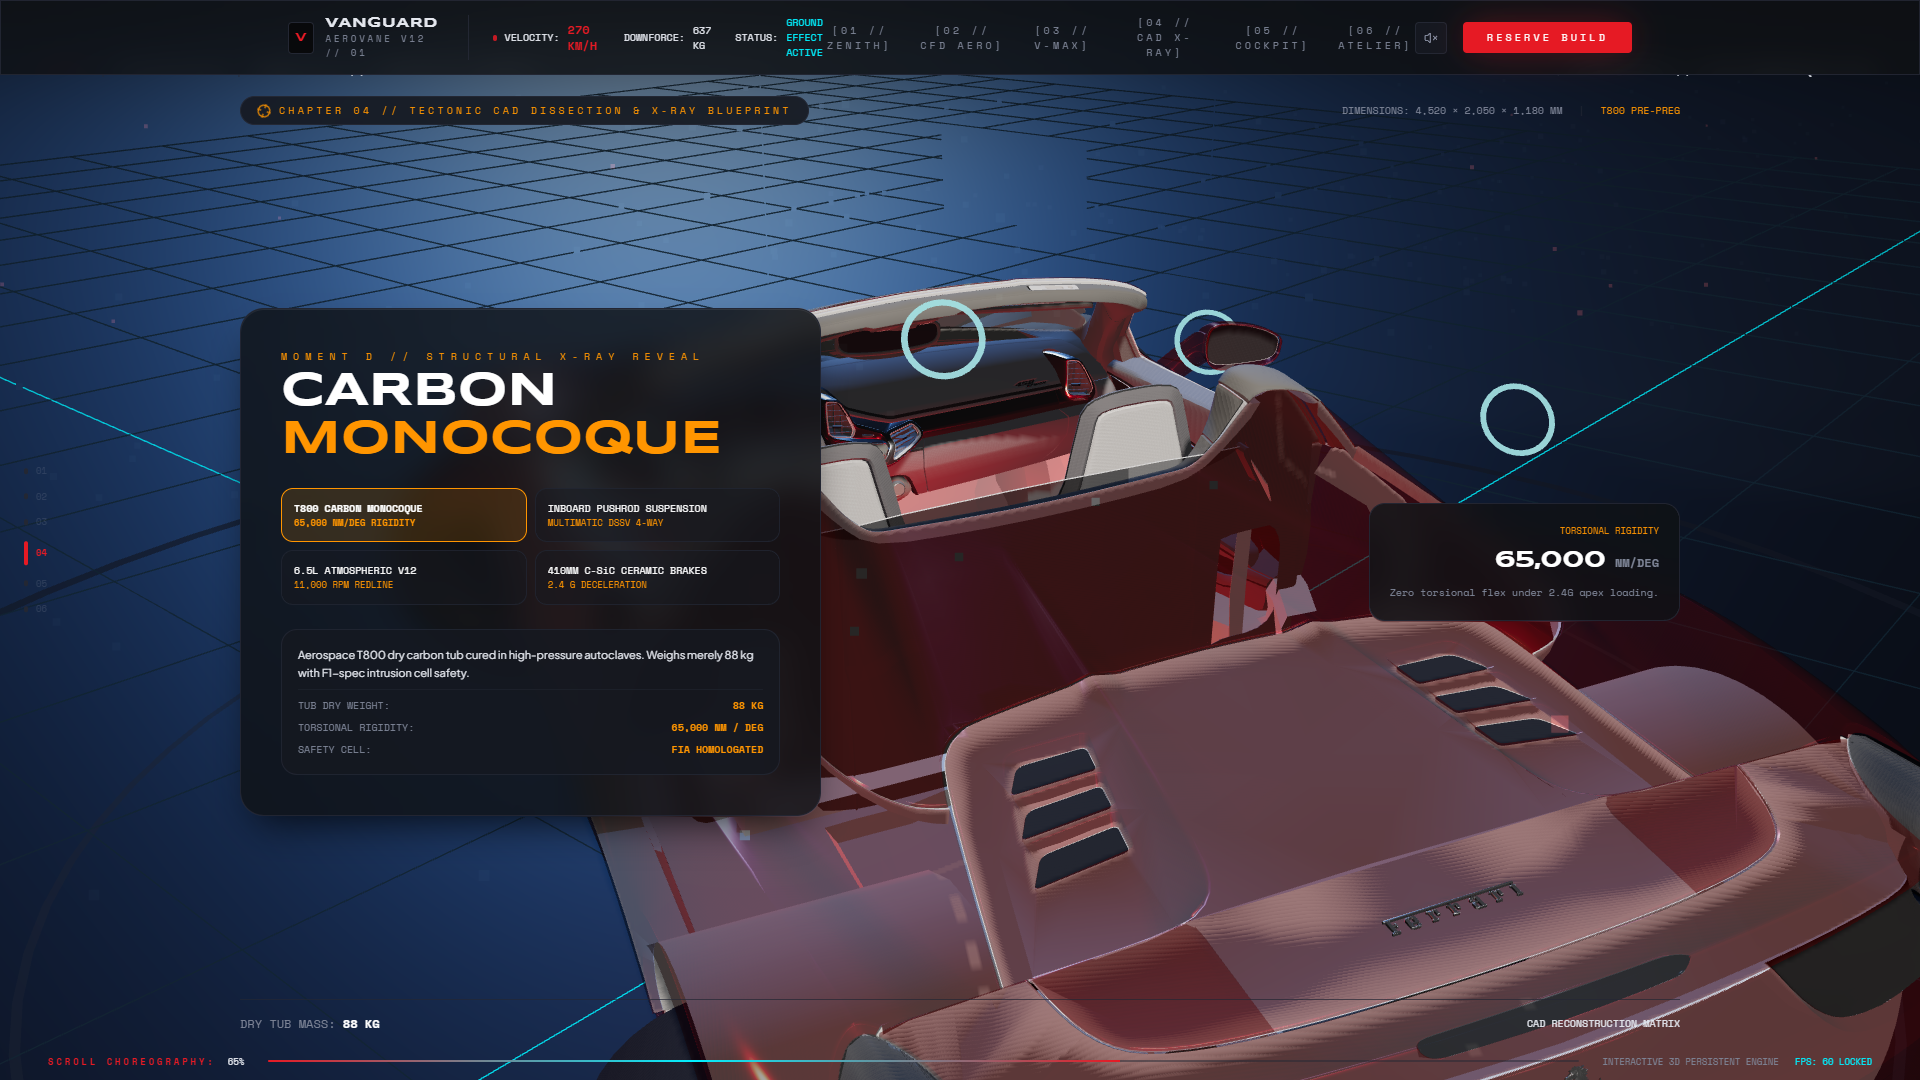 V
VANGUARD
AEROVANE V12
// 01
VELOCITY: 270 KM/H
DOWNFORCE: 637 KG
STATUS: GROUND EFFECT ACTIVE
[01 // ZENITH]
[02 // CFD AERO]
[03 // V-MAX]
[04 // CAD X-RAY]
[05 // COCKPIT]
[06 // ATELIER]
RESERVE BUILD
CHAPTER 04 // TECTONIC CAD DISSECTION & X-RAY BLUEPRINT
DIMENSIONS: 4,520 × 2,050 × 1,180 MM
T800 PRE-PREG
MOMENT D // STRUCTURAL X-RAY REVEAL
CARBON
MONOCOQUE
T800 CARBON MONOCOQUE
65,000 NM/DEG RIGIDITY
INBOARD PUSHROD SUSPENSION
MULTIMATIC DSSV 4-WAY
6.5L ATMOSPHERIC V12
11,000 RPM REDLINE
410MM C-SiC CERAMIC BRAKES
2.4 G DECELERATION
Aerospace T800 dry carbon tub cured in high-pressure autoclaves. Weighs merely 88 kg
with F1-spec intrusion cell safety.
TUB DRY WEIGHT: 88 KG
TORSIONAL RIGIDITY: 65,000 NM / DEG
SAFETY CELL: FIA HOMOLOGATED
TORSIONAL RIGIDITY
65,000 NM/DEG
Zero torsional flex under 2.4G apex loading.
01
02
03
04
05
06
Ferrari
DRY TUB MASS: 88 KG
CAD RECONSTRUCTION MATRIX
SCROLL CHOREOGRAPHY: 65%
INTERACTIVE 3D PERSISTENT ENGINE
FPS: 60 LOCKED